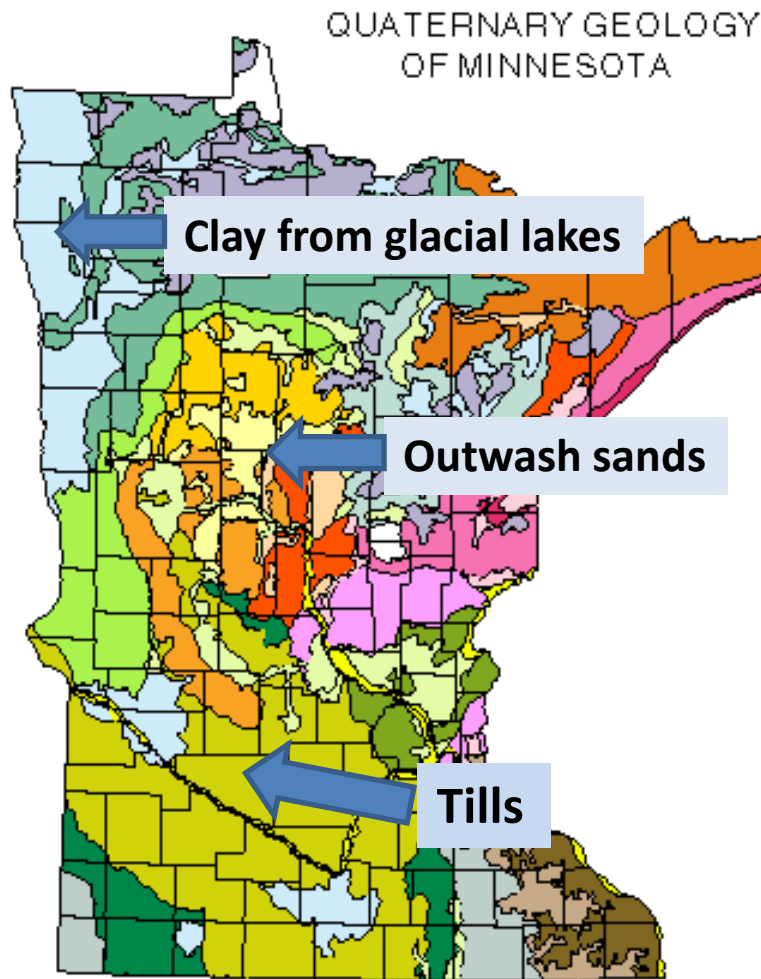 QUATERNARY GEOLOGY
OF MINNESOTA
Clay from glacial lakes
Outwash sands
Tills